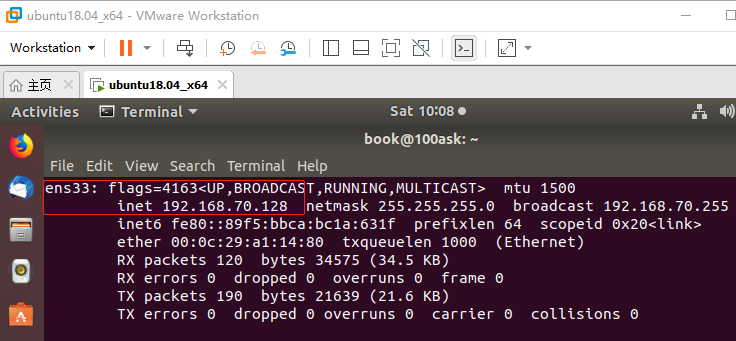 ubuntu18.04_x64 - VMware Workstation
Workstation
主页 ubuntu18.04_x64
Activities Terminal Sat 10:08
book@100ask: ~
File Edit View Search Terminal Help
ens33: flags=4163<UP,BROADCAST,RUNNING,MULTICAST> mtu 1500
inet 192.168.70.128 netmask 255.255.255.0 broadcast 192.168.70.255
inet6 fe80::89f5:bbca:bc1a:631f prefixlen 64 scopeid 0x20<link>
ether 00:0c:29:a1:14:80 txqueuelen 1000 (Ethernet)
RX packets 120 bytes 34575 (34.5 KB)
RX errors 0 dropped 0 overruns 0 frame 0
TX packets 190 bytes 21639 (21.6 KB)
TX errors 0 dropped 0 overruns 0 carrier 0 collisions 0